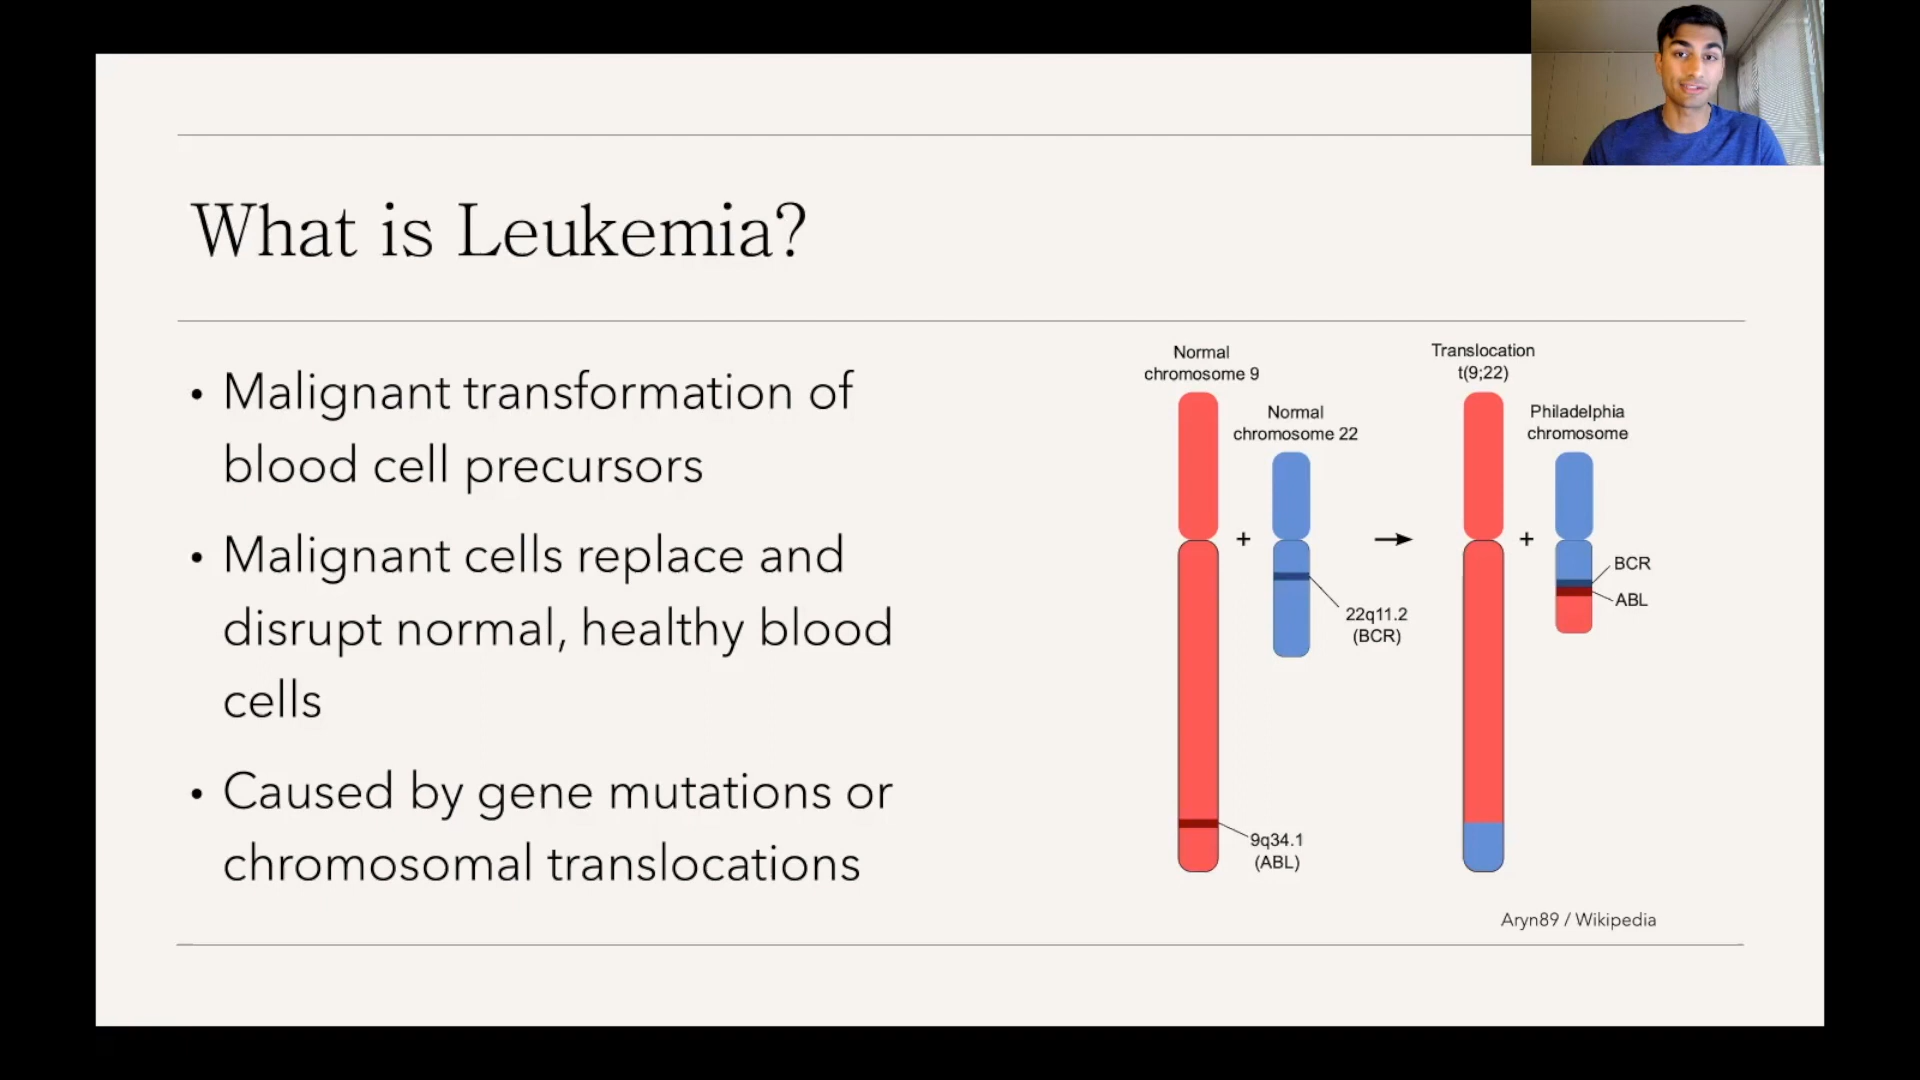 What is Leukemia?
• Malignant transformation of
blood cell precursors
• Malignant cells replace and
disrupt normal, healthy blood
cells
• Caused by gene mutations or
chromosomal translocations
Normal
chromosome 9
Normal
chromosome 22
Translocation
t(9;22)
Philadelphia
chromosome
+
+
BCR
ABL
22q11.2
(BCR)
9q34.1
(ABL)
Aryn89 / Wikipedia